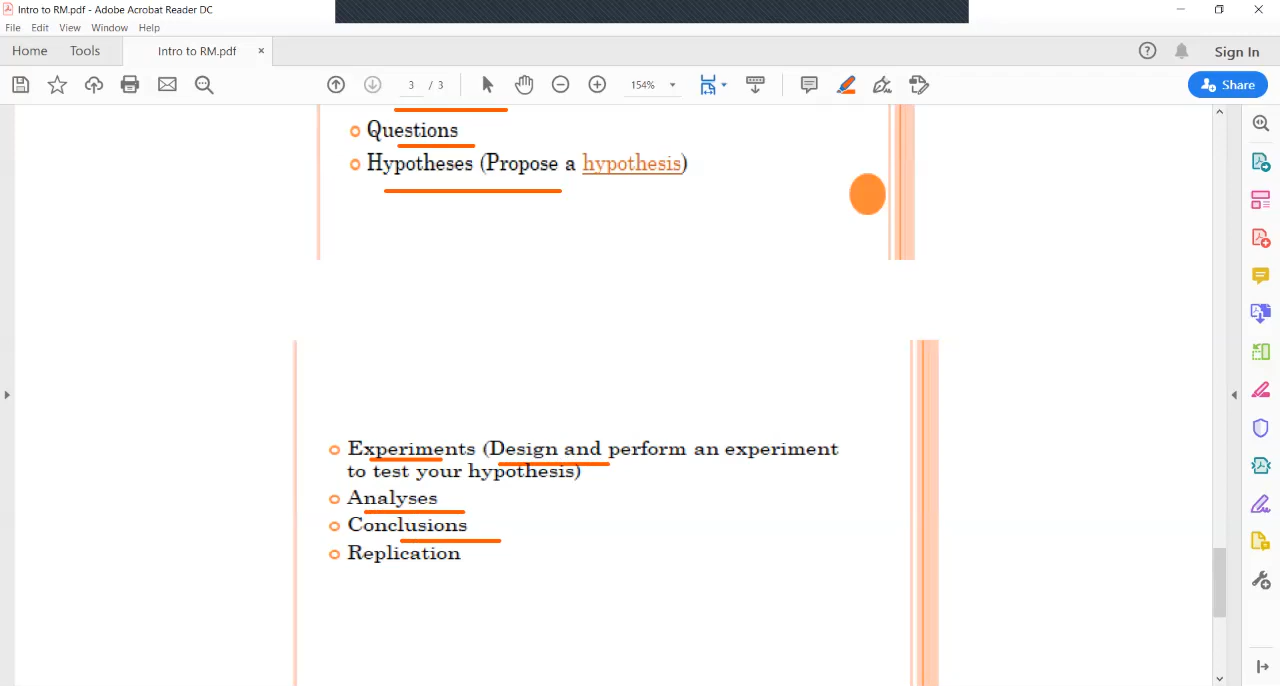 Intro to RM.pdf - Adobe Acrobat Reader DC
File Edit View Window Help
Home Tools Intro to RM.pdf × Sign In
3 / 3 154% Share
Questions
Hypotheses (Propose a hypothesis)
Experiments (Design and perform an experiment
to test your hypothesis)
Analyses
Conclusions
Replication